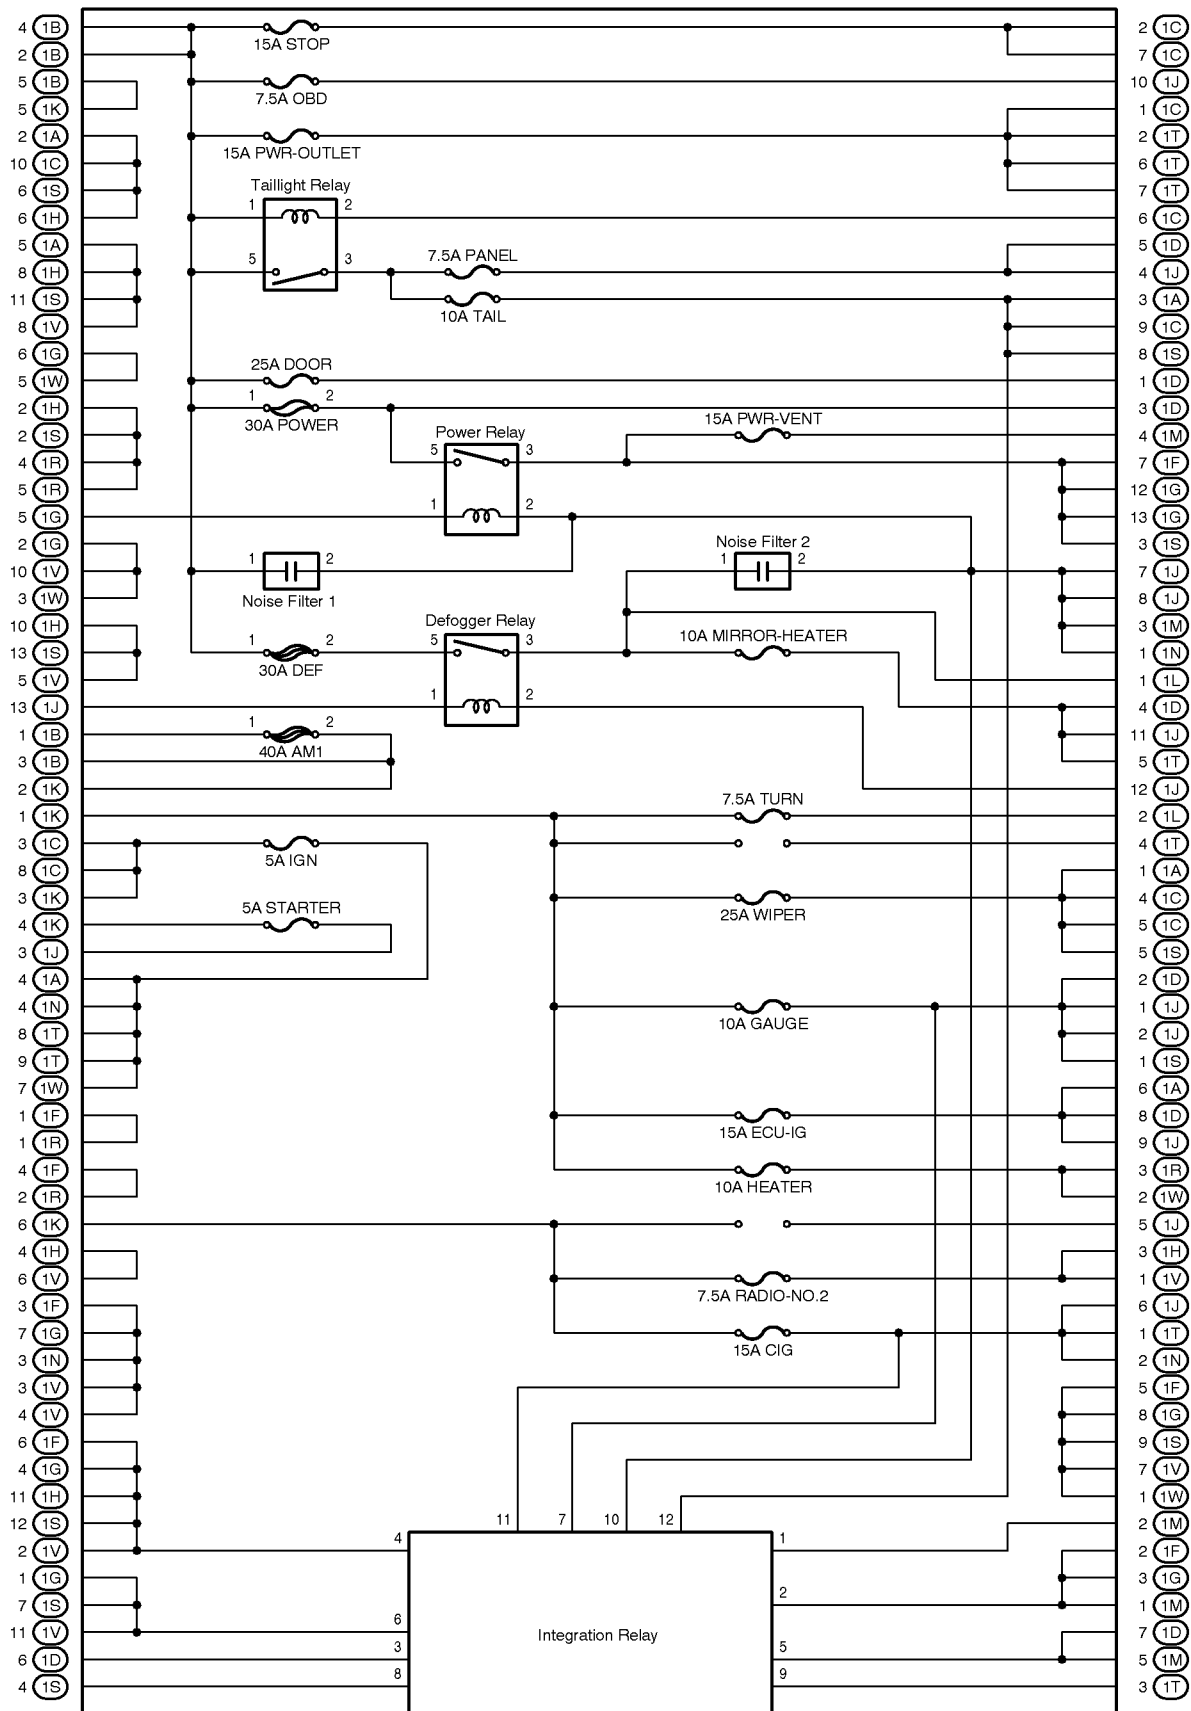 4 1B 15A STOP 2 1C
2 1B 7 1C
5 1B 7.5A OBD 10 1J
5 1K 1 1C
2 1A 15A PWR-OUTLET 2 1T
10 1C 6 1T
6 1S Taillight Relay 7 1T
6 1H 1 2 6 1C
5 1A 7.5A PANEL 5 1D
8 1H 5 3 4 1J
11 1S 10A TAIL 3 1A
8 1V 9 1C
6 1G 25A DOOR 8 1S
5 1W 1 2 1 1D
2 1H 30A POWER 15A PWR-VENT 3 1D
2 1S Power Relay 4 1M
4 1R 5 3 7 1F
5 1R 12 1G
5 1G 1 2 13 1G
2 1G Noise Filter 2 3 1S
10 1V 1 2 1 2 7 1J
3 1W Noise Filter 1 8 1J
10 1H Defogger Relay 10A MIRROR-HEATER 3 1M
13 1S 1 2 5 3 1 1N
5 1V 30A DEF 1 1L
13 1J 1 2 4 1D
1 1B 1 2 11 1J
3 1B 40A AM1 5 1T
2 1K 12 1J
1 1K 7.5A TURN 2 1L
3 1C 5A IGN 4 1T
8 1C 1 1A
3 1K 5A STARTER 25A WIPER 4 1C
4 1K 5 1C
3 1J 5 1S
4 1A 2 1D
4 1N 10A GAUGE 1 1J
8 1T 2 1J
9 1T 1 1S
7 1W 6 1A
1 1F 15A ECU-IG 8 1D
1 1R 9 1J
4 1F 10A HEATER 3 1R
2 1R 2 1W
6 1K 5 1J
4 1H 3 1H
6 1V 7.5A RADIO-NO.2 1 1V
3 1F 6 1J
7 1G 15A CIG 1 1T
3 1N 2 1N
3 1V 5 1F
4 1V 8 1G
6 1F 9 1S
4 1G 7 1V
11 1H 1 1W
12 1S 11 7 10 12 2 1M
2 1V 4 1 2 1F
1 1G 3 1G
7 1S 2 1 1M
11 1V 6 Integration Relay 7 1D
6 1D 3 5 5 1M
4 1S 8 9 3 1T